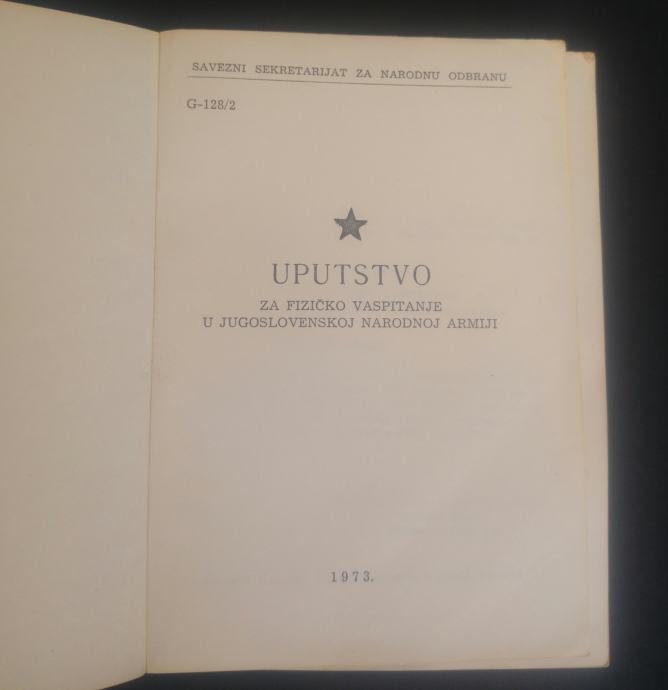 SAVEZNI SEKRETARIJAT ZA NARODNU ODBRANU
G-128/2
UPUTSTVO
ZA FIZIČKO VASPITANJE
U JUGOSLOVENSKOJ NARODNOJ ARMIJI
1973.